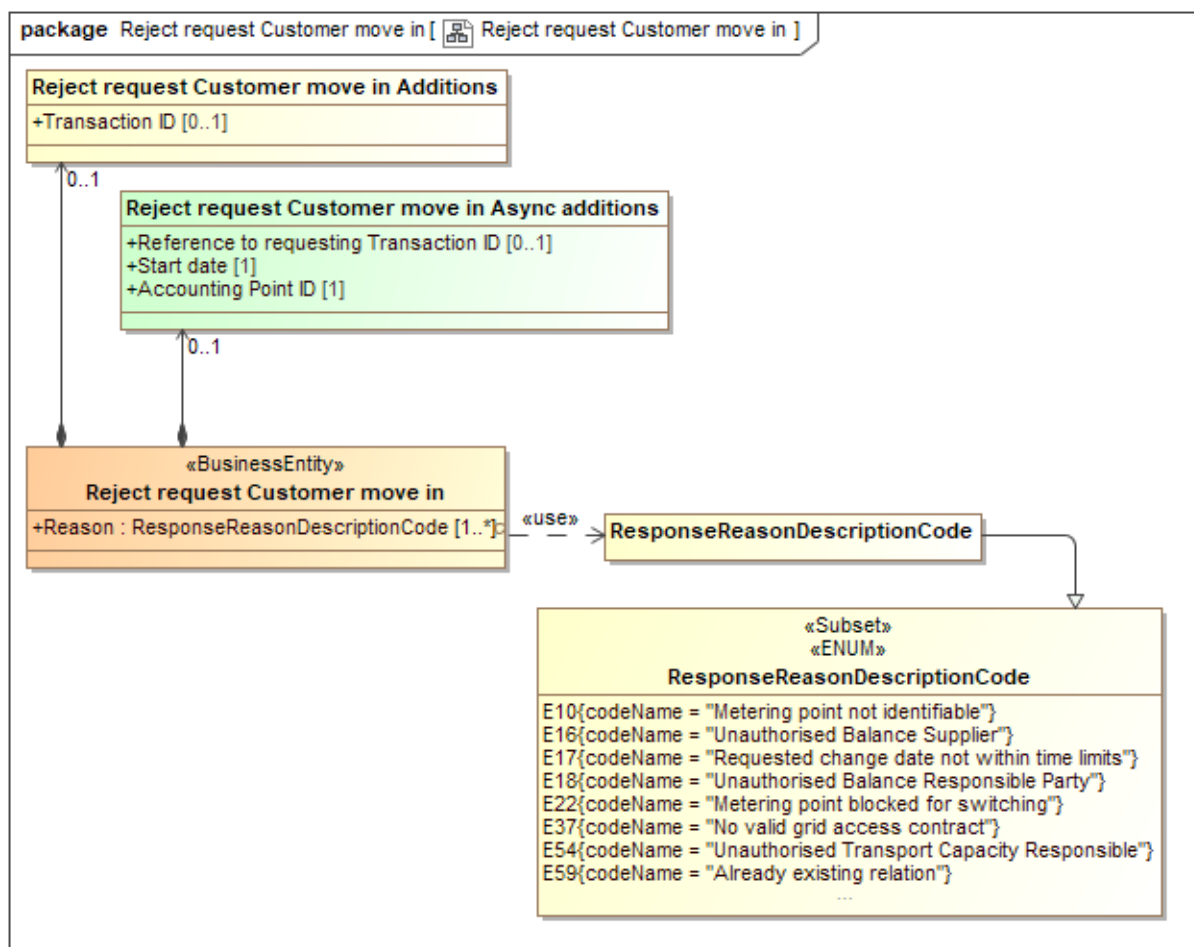 package Reject request Customer move in [ Reject request Customer move in ]
Reject request Customer move in Additions
+Transaction ID [0..1]
0..1
Reject request Customer move in Async additions
+Reference to requesting Transaction ID [0..1]
+Start date [1]
+Accounting Point ID [1]
0..1
«BusinessEntity»
Reject request Customer move in
+Reason : ResponseReasonDescriptionCode [1..*]
«use»
ResponseReasonDescriptionCode
«Subset»
«ENUM»
ResponseReasonDescriptionCode
E10{codeName = "Metering point not identifiable"}
E16{codeName = "Unauthorised Balance Supplier"}
E17{codeName = "Requested change date not within time limits"}
E18{codeName = "Unauthorised Balance Responsible Party"}
E22{codeName = "Metering point blocked for switching"}
E37{codeName = "No valid grid access contract"}
E54{codeName = "Unauthorised Transport Capacity Responsible"}
E59{codeName = "Already existing relation"}
...